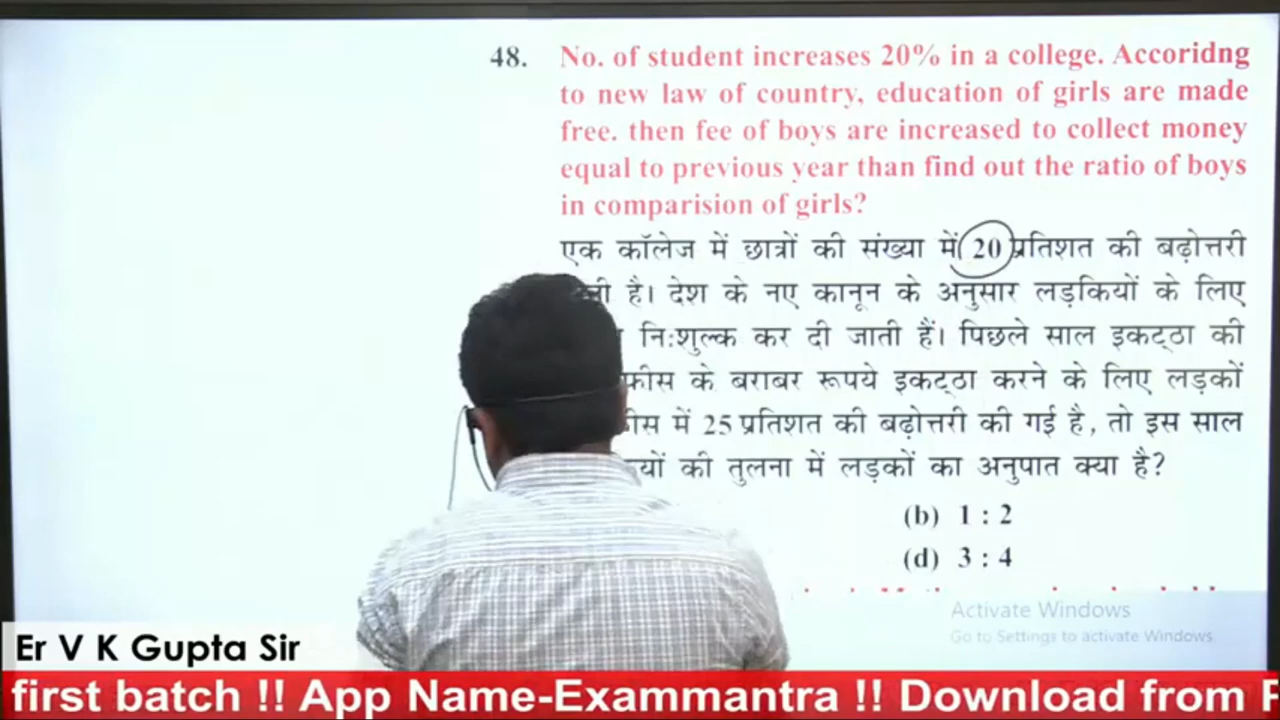 48. No. of student increases 20% in a college. Accoridng
to new law of country, education of girls are made
free. then fee of boys are increased to collect money
equal to previous year than find out the ratio of boys
in comparision of girls?
एक कॉलेज में छात्रों की संख्या में 20 प्रतिशत की बढ़ोत्तरी
है। देश के नए कानून के अनुसार लड़कियों के लिए
निःशुल्क कर दी जाती हैं। पिछले साल इकट्ठा की
फीस के बराबर रूपये इकट्ठा करने के लिए लड़कों
में 25 प्रतिशत की बढ़ोत्तरी की गई है, तो इस साल
की तुलना में लड़कों का अनुपात क्या है?
(b) 1 : 2
(d) 3 : 4
Activate Windows
Go to Settings to activate Windows
Er V K Gupta Sir
first batch !! App Name-Exammantra !! Download from